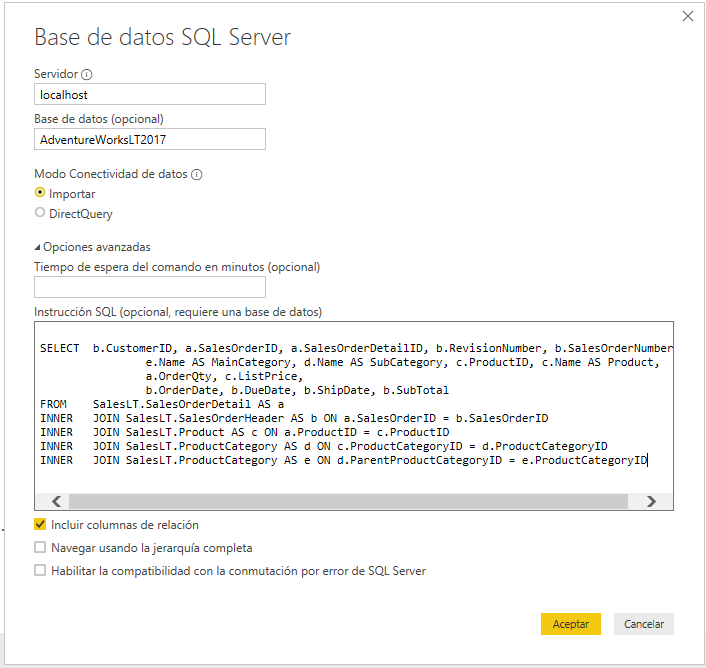 Base de datos SQL Server
Servidor
localhost
Base de datos (opcional)
AdventureWorksLT2017
Modo Conectividad de datos
Importar
DirectQuery
Opciones avanzadas
Tiempo de espera del comando en minutos (opcional)
Instrucción SQL (opcional, requiere una base de datos)
SELECT b.CustomerID, a.SalesOrderID, a.SalesOrderDetailID, b.RevisionNumber, b.SalesOrderNumber
e.Name AS MainCategory, d.Name AS SubCategory, c.ProductID, c.Name AS Product,
a.OrderQty, c.ListPrice,
b.OrderDate, b.DueDate, b.ShipDate, b.SubTotal
FROM SalesLT.SalesOrderDetail AS a
INNER JOIN SalesLT.SalesOrderHeader AS b ON a.SalesOrderID = b.SalesOrderID
INNER JOIN SalesLT.Product AS c ON a.ProductID = c.ProductID
INNER JOIN SalesLT.ProductCategory AS d ON c.ProductCategoryID = d.ProductCategoryID
INNER JOIN SalesLT.ProductCategory AS e ON d.ParentProductCategoryID = e.ProductCategoryID
Incluir columnas de relación
Navegar usando la jerarquía completa
Habilitar la compatibilidad con la conmutación por error de SQL Server
Aceptar Cancelar